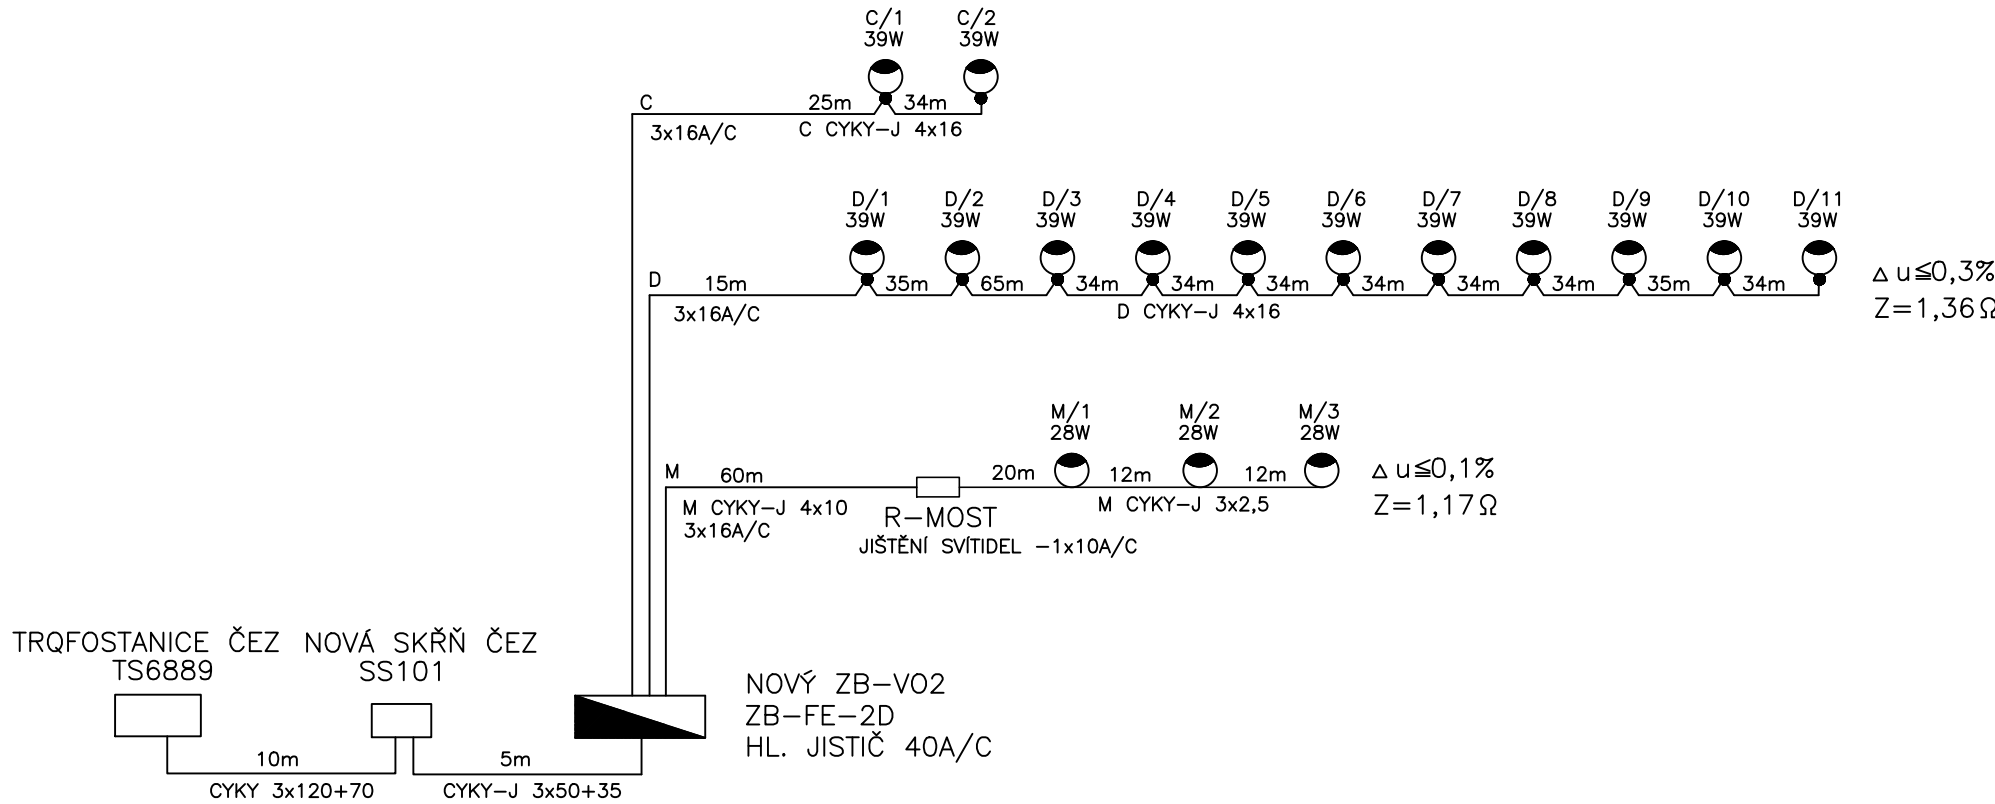 C/1 C/2
39W 39W
C 25m 34m
3x16A/C C CYKY-J 4x16
D/1 D/2 D/3 D/4 D/5 D/6 D/7 D/8 D/9 D/10 D/11
39W 39W 39W 39W 39W 39W 39W 39W 39W 39W 39W
D 15m 35m 65m 34m 34m 34m 34m 34m 34m 35m 34m
3x16A/C D CYKY-J 4x16
Δ u≦0,3%
Z=1,36Ω
M/1 M/2 M/3
28W 28W 28W
M 60m 20m 12m 12m
M CYKY-J 4x10 M CYKY-J 3x2,5
3x16A/C
R-MOST
JIŠTĚNÍ SVÍTIDEL -1x10A/C
Δ u≦0,1%
Z=1,17Ω
TRQFOSTANICE ČEZ
TS6889
NOVÁ SKŘŇ ČEZ
SS101
NOVÝ ZB-VO2
ZB-FE-2D
HL. JISTIČ 40A/C
10m 5m
CYKY 3x120+70 CYKY-J 3x50+35